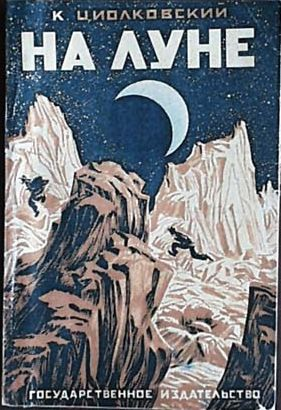 К ЦИОЛКОВСКИЙ
НА ЛУНЕ
ГОСУДАРСТВЕННОЕ ИЗДАТЕЛЬСТВО